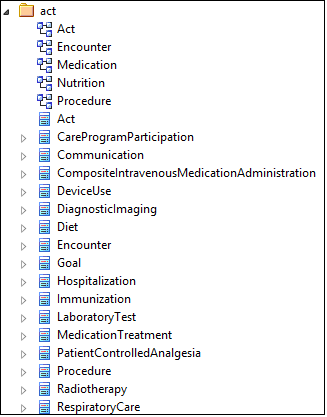 act
Act
Encounter
Medication
Nutrition
Procedure
Act
CareProgramParticipation
Communication
CompositeIntravenousMedicationAdministration
DeviceUse
DiagnosticImaging
Diet
Encounter
Goal
Hospitalization
Immunization
LaboratoryTest
MedicationTreatment
PatientControlledAnalgesia
Procedure
Radiotherapy
RespiratoryCare